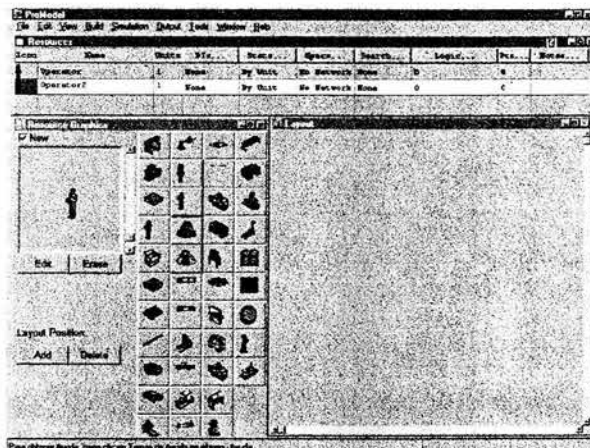 ProModel
File Edit View Build Simulation Output Tools Window Help
Resources
Icon Name Units DTs... Stats... Specs... Search... Logic... Pts... Notes...
Operator 1 None By Unit No Network None 0
Operator2 1 None By Unit No Network None 0
Resource Graphics
Layout
New
Edit Erase
Layout Position:
Add Delete